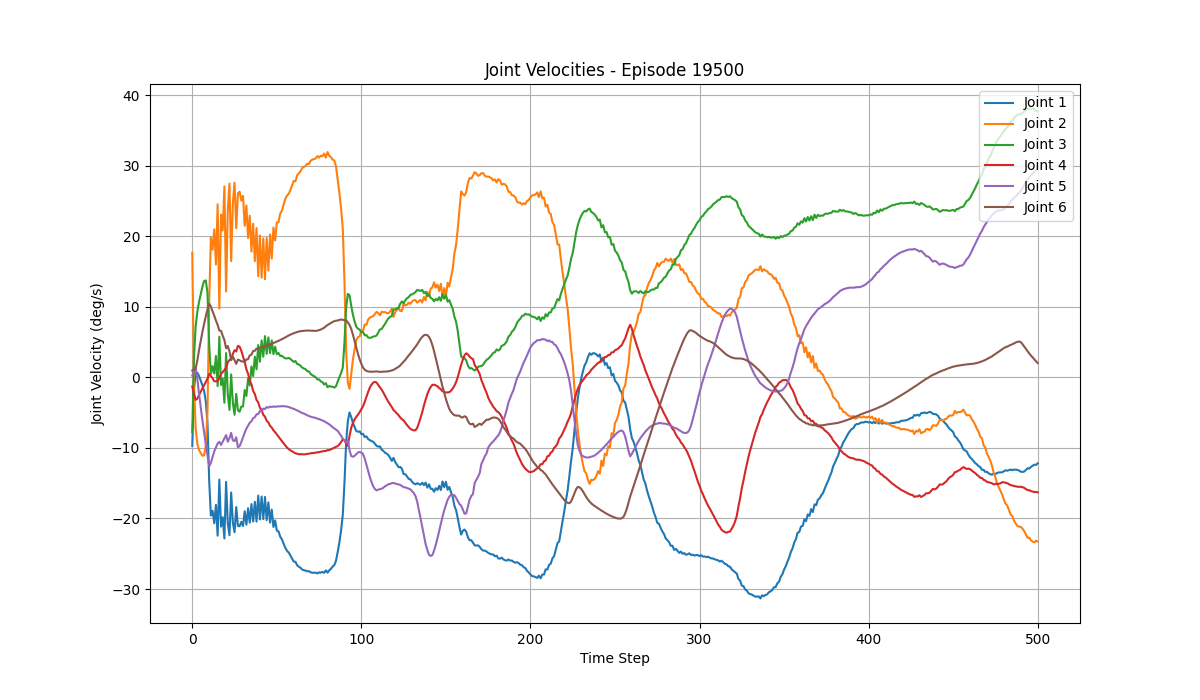 Joint Velocities - Episode 19500
Joint Velocity (deg/s)
40
30
20
10
0
−10
−20
−30
0
100
200
300
400
500
Time Step
Joint 1
Joint 2
Joint 3
Joint 4
Joint 5
Joint 6